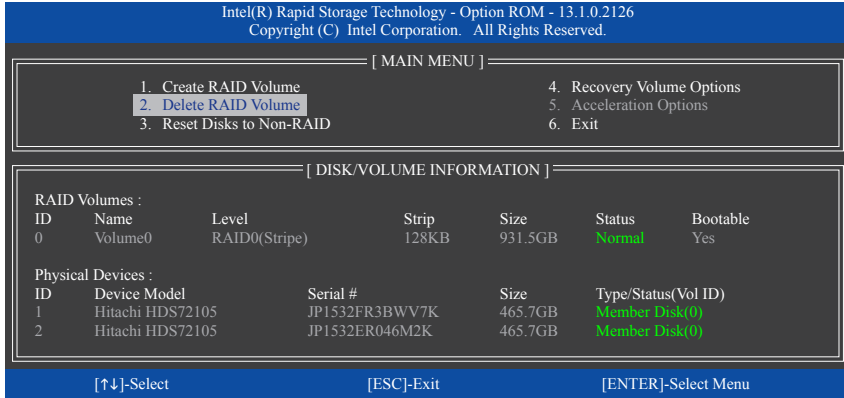 Intel(R) Rapid Storage Technology - Option ROM - 13.1.0.2126
Copyright (C) Intel Corporation. All Rights Reserved.
[ MAIN MENU ]
1. Create RAID Volume
2. Delete RAID Volume
3. Reset Disks to Non-RAID
4. Recovery Volume Options
5. Acceleration Options
6. Exit
[ DISK/VOLUME INFORMATION ]
RAID Volumes :
ID Name Level Strip Size Status Bootable
0 Volume0 RAID0(Stripe) 128KB 931.5GB Normal Yes
Physical Devices :
ID Device Model Serial # Size Type/Status(Vol ID)
1 Hitachi HDS72105 JP1532FR3BWV7K 465.7GB Member Disk(0)
2 Hitachi HDS72105 JP1532ER046M2K 465.7GB Member Disk(0)
[↑↓]-Select [ESC]-Exit [ENTER]-Select Menu